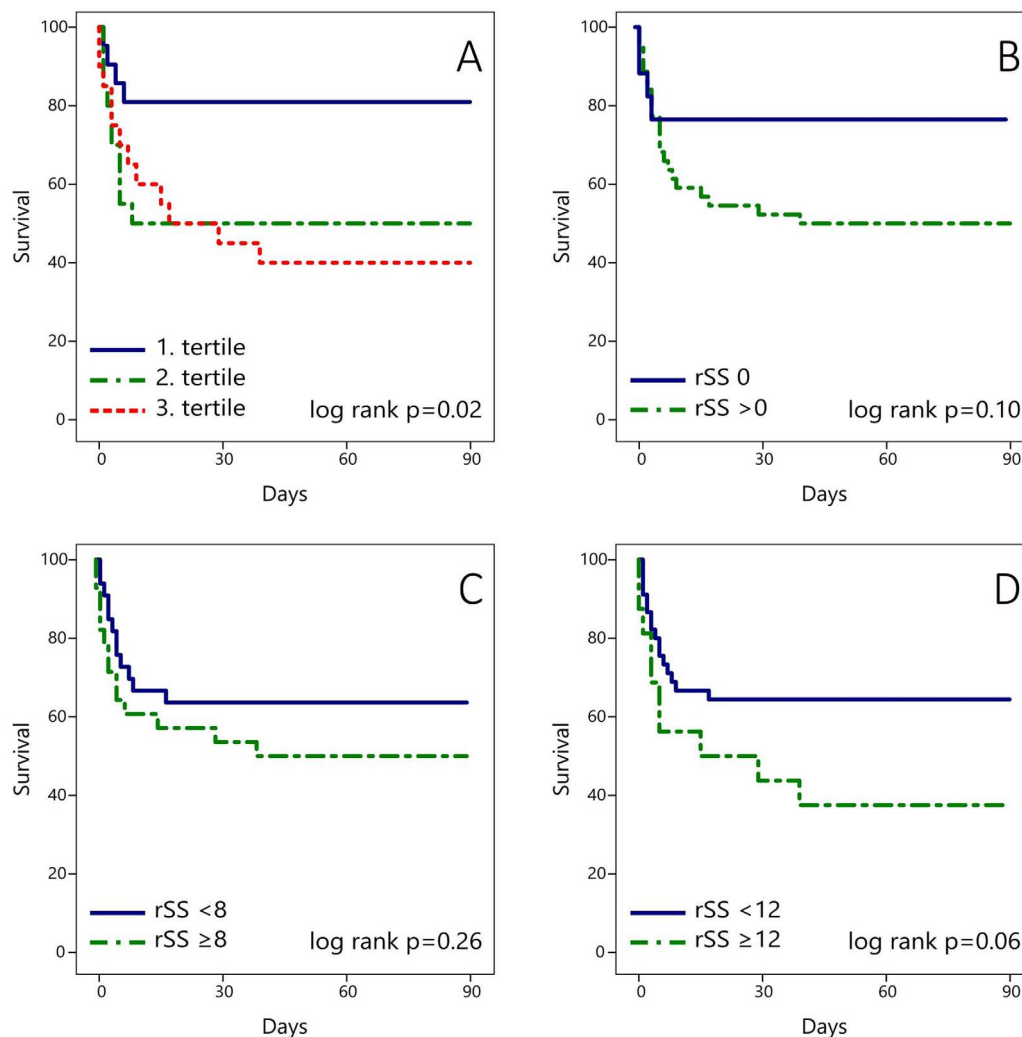 A
Survival
100
80
60
40
20
0
1. tertile
2. tertile
3. tertile
log rank p=0.02
0 30 60 90
Days
B
Survival
100
80
60
40
20
0
rSS 0
rSS >0
log rank p=0.10
0 30 60 90
Days
C
Survival
100
80
60
40
20
0
rSS <8
rSS ≥8
log rank p=0.26
0 30 60 90
Days
D
Survival
100
80
60
40
20
0
rSS <12
rSS ≥12
log rank p=0.06
0 30 60 90
Days